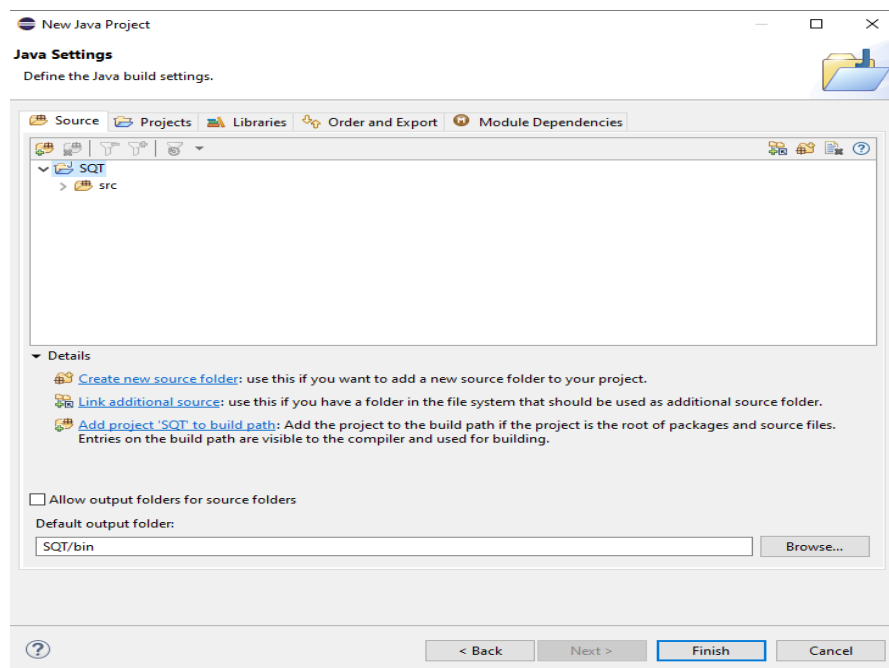 New Java Project
Java Settings
Define the Java build settings.
Source Projects Libraries Order and Export Module Dependencies
SQT
src
Details
Create new source folder: use this if you want to add a new source folder to your project.
Link additional source: use this if you have a folder in the file system that should be used as additional source folder.
Add project 'SQT' to build path: Add the project to the build path if the project is the root of packages and source files.
Entries on the build path are visible to the compiler and used for building.
Allow output folders for source folders
Default output folder:
SQT/bin Browse...
< Back Next > Finish Cancel